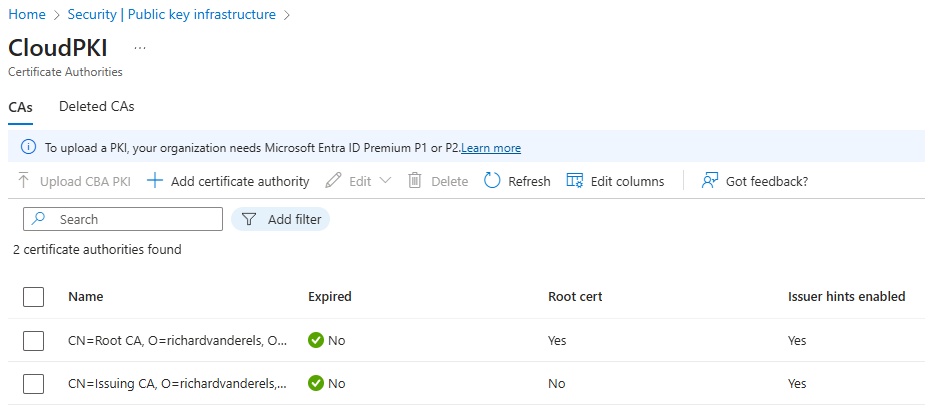 Home > Security | Public key infrastructure >
CloudPKI ...
Certificate Authorities
CAs Deleted CAs
To upload a PKI, your organization needs Microsoft Entra ID Premium P1 or P2.Learn more
Upload CBA PKI Add certificate authority Edit Delete Refresh Edit columns Got feedback?
Search Add filter
2 certificate authorities found
Name Expired Root cert Issuer hints enabled
CN=Root CA, O=richardvanderels, O... No Yes Yes
CN=Issuing CA, O=richardvanderels,... No No Yes